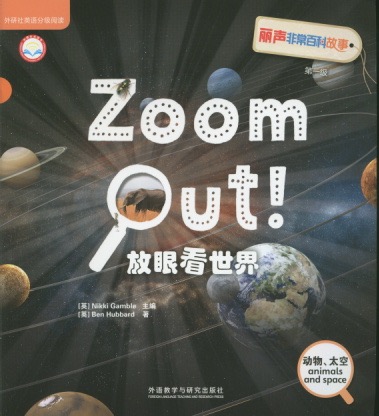 外研社英语分级阅读
丽声非常百科故事
第一级
Zoom
Out!
放眼看世界
[英] Nikki Gamble 主编
[英] Ben Hubbard 著
动物、太空
animals
and space
外语教学与研究出版社
FOREIGN LANGUAGE TEACHING AND RESEARCH PRESS